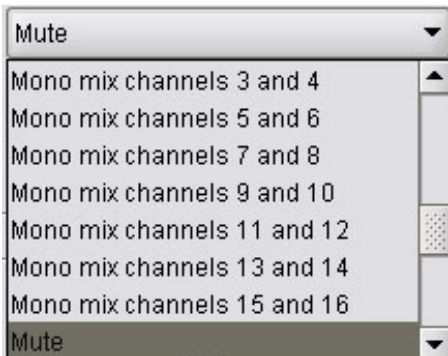 Mute
Mono mix channels 3 and 4
Mono mix channels 5 and 6
Mono mix channels 7 and 8
Mono mix channels 9 and 10
Mono mix channels 11 and 12
Mono mix channels 13 and 14
Mono mix channels 15 and 16
Mute